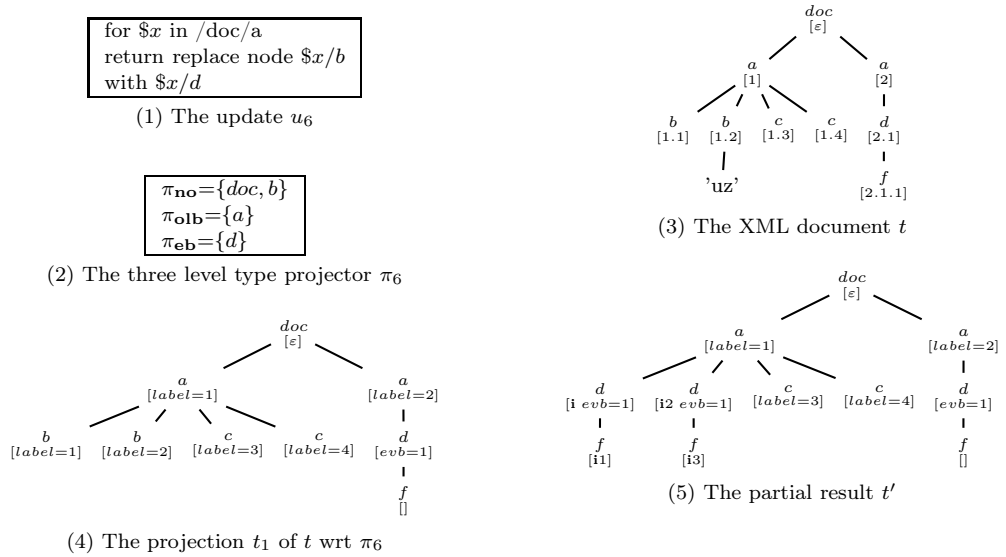 for $x in /doc/a
return replace node $x/b
with $x/d
(1) The update u₆
π_no={doc, b}
π_olb={a}
π_eb={d}
(2) The three level type projector π₆
doc
[ε]
a a
[1] [2]
b b c c d
[1.1] [1.2] [1.3] [1.4] [2.1]
'uz' f
[2.1.1]
(3) The XML document t
doc
[ε]
a a
[label=1] [label=2]
b b c c d
[label=1] [label=2] [label=3] [label=4] [evb=1]
f
[]
(4) The projection t₁ of t wrt π₆
doc
[ε]
a a
[label=1] [label=2]
d d c c d
[i evb=1] [i2 evb=1] [label=3] [label=4] [evb=1]
f f f
[i1] [i3] []
(5) The partial result t′